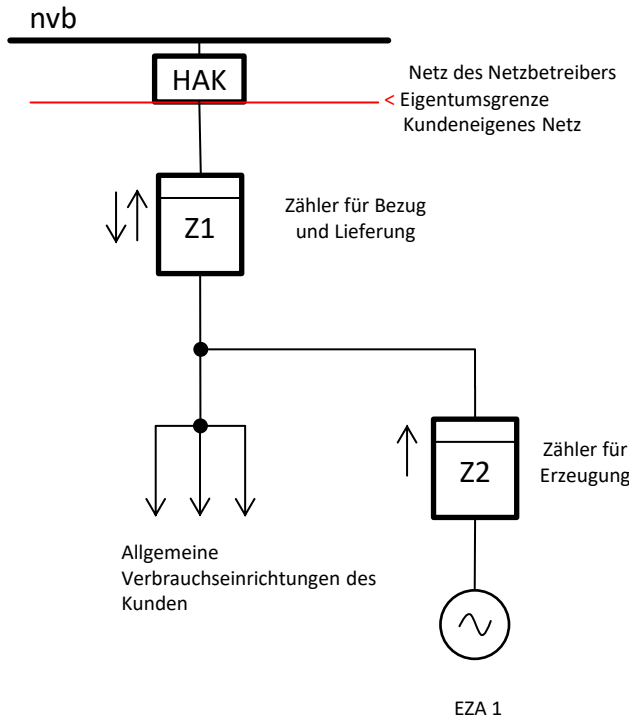 nvb
HAK
Netz des Netzbetreibers
< Eigentumsgrenze
Kundeneigenes Netz
Z1
Zähler für Bezug
und Lieferung
Z2
Zähler für
Erzeugung
Allgemeine
Verbrauchseinrichtungen des
Kunden
EZA 1